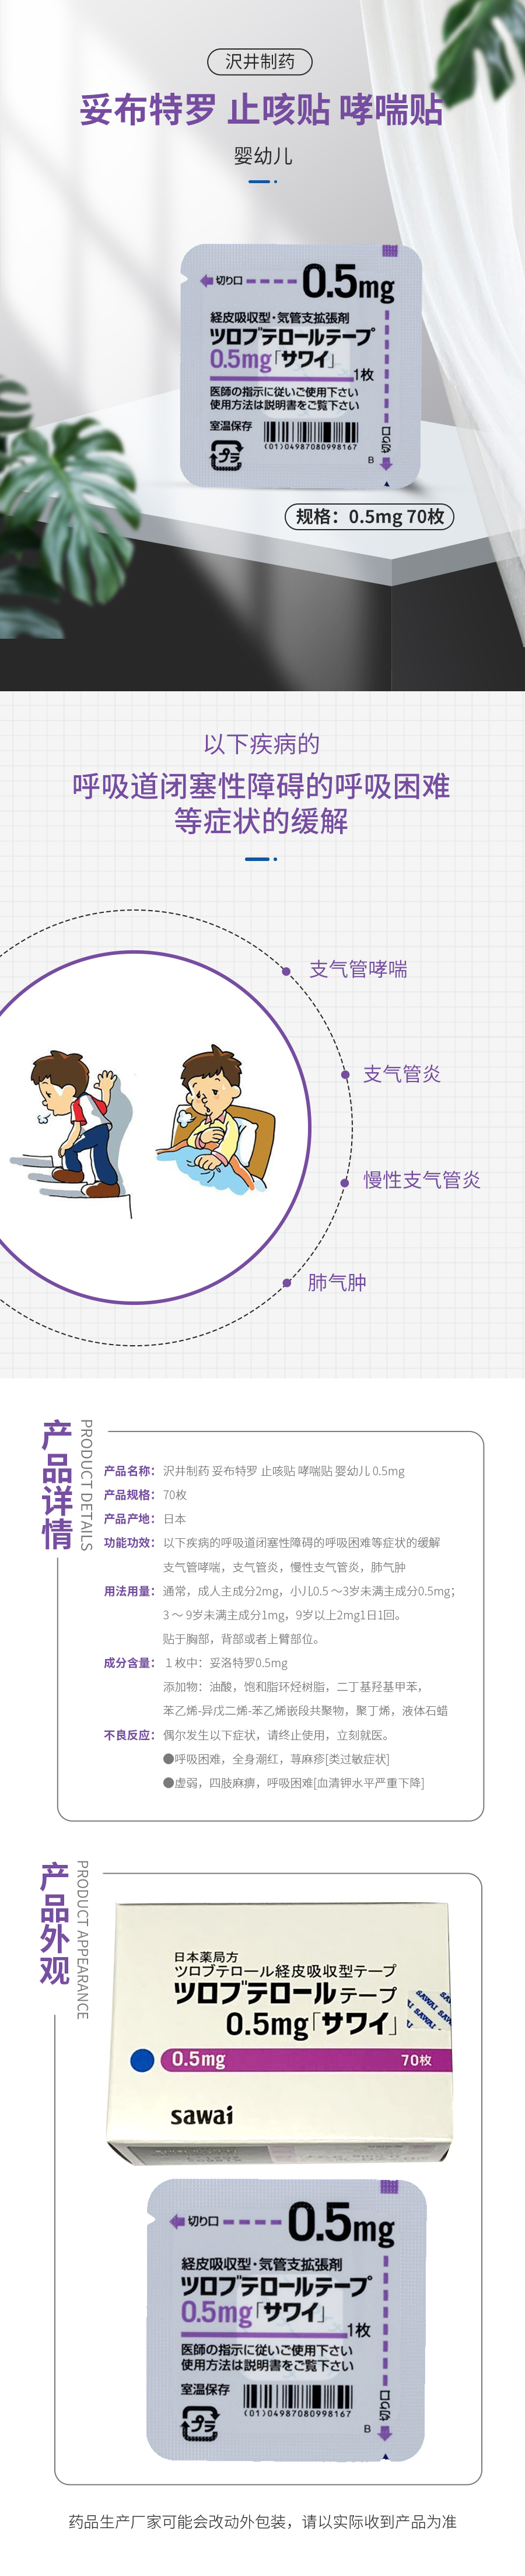 沢井制药
妥布特罗 止咳贴 哮喘贴
婴幼儿
切り口
0.5mg
経皮吸収型・気管支拡張剤
ツロブテロールテープ
0.5mg「サワイ」
1枚
医師の指示に従いご使用下さい
使用方法は説明書をご覧下さい
室温保存
プラ
(01)04987080998167
B
切り口
规格：0.5mg 70枚
以下疾病的
呼吸道闭塞性障碍的呼吸困难
等症状的缓解
支气管哮喘
支气管炎
慢性支气管炎
肺气肿
产品详情
PRODUCT DETAILS
产品名称： 沢井制药 妥布特罗 止咳贴 哮喘贴 婴幼儿 0.5mg
产品规格： 70枚
产品产地： 日本
功能功效： 以下疾病的呼吸道闭塞性障碍的呼吸困难等症状的缓解
支气管哮喘，支气管炎，慢性支气管炎，肺气肿
用法用量： 通常，成人主成分2mg，小儿0.5 ～3岁未满主成分0.5mg；
3 ～ 9岁未满主成分1mg，9岁以上2mg1日1回。
贴于胸部，背部或者上臂部位。
成分含量： 1 枚中：妥洛特罗0.5mg
添加物：油酸，饱和脂环烃树脂，二丁基羟基甲苯，
苯乙烯-异戊二烯-苯乙烯嵌段共聚物，聚丁烯，液体石蜡
不良反应： 偶尔发生以下症状，请终止使用，立刻就医。
●呼吸困难，全身潮红，荨麻疹[类过敏症状]
●虚弱，四肢麻痹，呼吸困难[血清钾水平严重下降]
产品外观
PRODUCT APPEARANCE
日本薬局方
ツロブテロール経皮吸収型テープ
ツロブテロールテープ
0.5mg「サワイ」
SAWAI SAWAI
SAWAI SAWAI
0.5mg
70枚
sawai
切り口
0.5mg
経皮吸収型・気管支拡張剤
ツロブテロールテープ
0.5mg「サワイ」
1枚
医師の指示に従いご使用下さい
使用方法は説明書をご覧下さい
室温保存
プラ
(01)04987080998167
B
切り口
药品生产厂家可能会改动外包装，请以实际收到产品为准